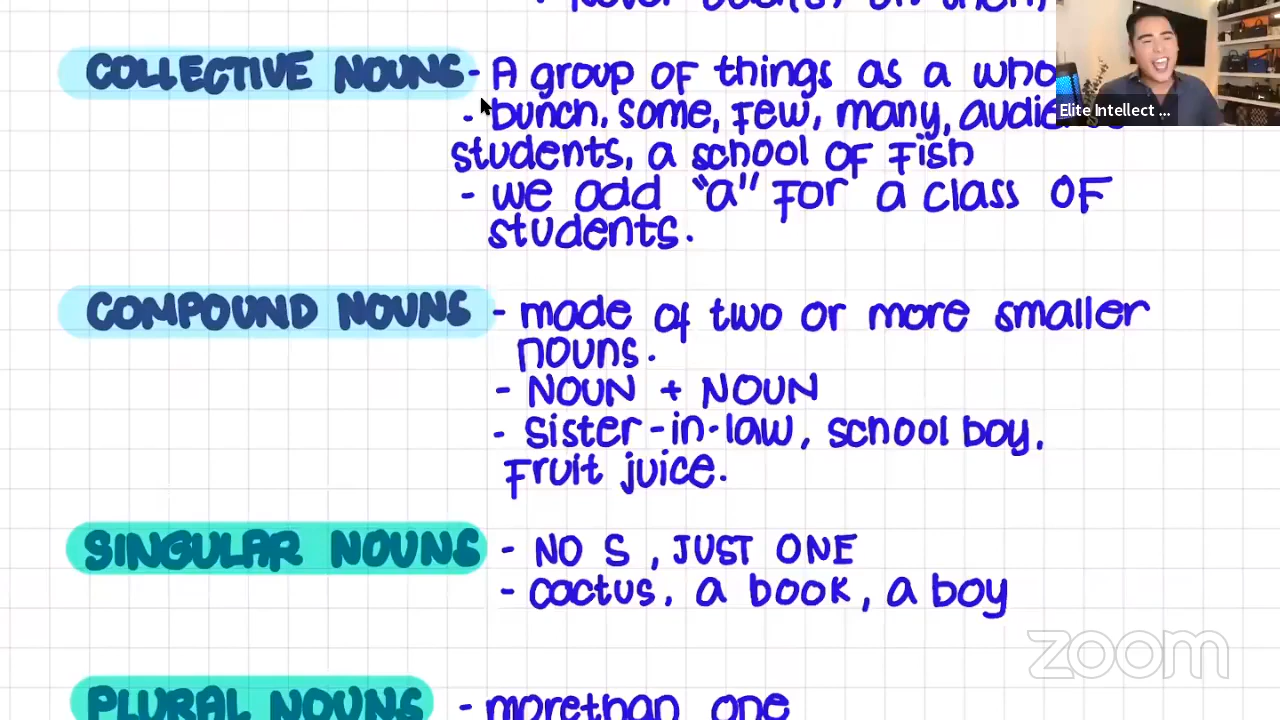 COLLECTIVE NOUNS - A group OF things as a
- bunch, some, Few, many,
students, a school OF Fish
- we add "a" For a class OF
students.
COMPOUND NOUNS - made of two or more smaller
nouns.
- NOUN + NOUN
- Sister-in-law, school boy,
Fruit juice.
SINGULAR NOUNS - NO S, JUST ONE
- cactus, a book, a boy
PLURAL NOUNS - morethan one
Elite Intellect ...
zoom